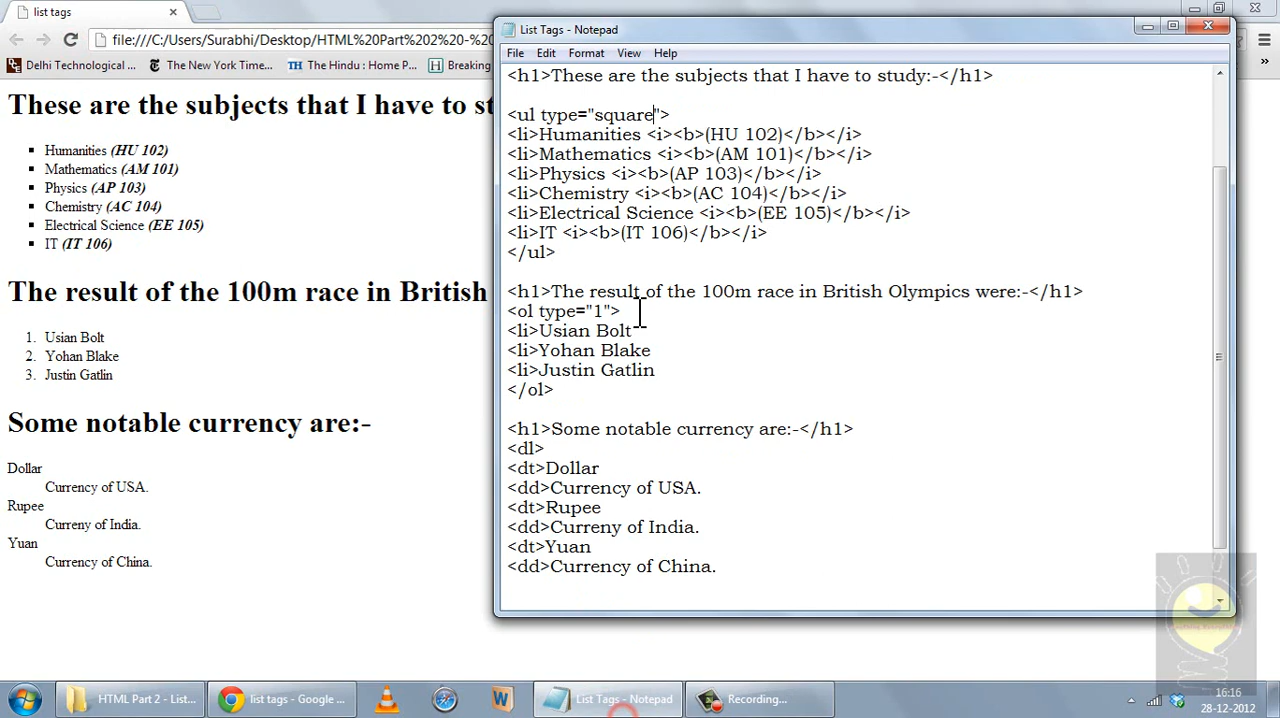 list tags
List Tags - Notepad
file:///C:/Users/Surabhi/Desktop/HTML%20Part%202%20-%20
File Edit Format View Help
Delhi Technological ... The New York Times... The Hindu : Home P... Breaking
These are the subjects that I have to st
Humanities (HU 102)
Mathematics (AM 101)
Physics (AP 103)
Chemistry (AC 104)
Electrical Science (EE 105)
IT (IT 106)
The result of the 100m race in British
1. Usian Bolt
2. Yohan Blake
3. Justin Gatlin
Some notable currency are:-
Dollar
Currency of USA.
Rupee
Curreny of India.
Yuan
Currency of China.
<h1>These are the subjects that I have to study:-</h1>
<ul type="square">
<li>Humanities <i><b>(HU 102)</b></i>
<li>Mathematics <i><b>(AM 101)</b></i>
<li>Physics <i><b>(AP 103)</b></i>
<li>Chemistry <i><b>(AC 104)</b></i>
<li>Electrical Science <i><b>(EE 105)</b></i>
<li>IT <i><b>(IT 106)</b></i>
</ul>
<h1>The result of the 100m race in British Olympics were:-</h1>
<ol type="1">
<li>Usian Bolt
<li>Yohan Blake
<li>Justin Gatlin
</ol>
<h1>Some notable currency are:-</h1>
<dl>
<dt>Dollar
<dd>Currency of USA.
<dt>Rupee
<dd>Curreny of India.
<dt>Yuan
<dd>Currency of China.
HTML Part 2 - List... list tags - Google ... List Tags - Notepad Recording...
16:16
28-12-2012